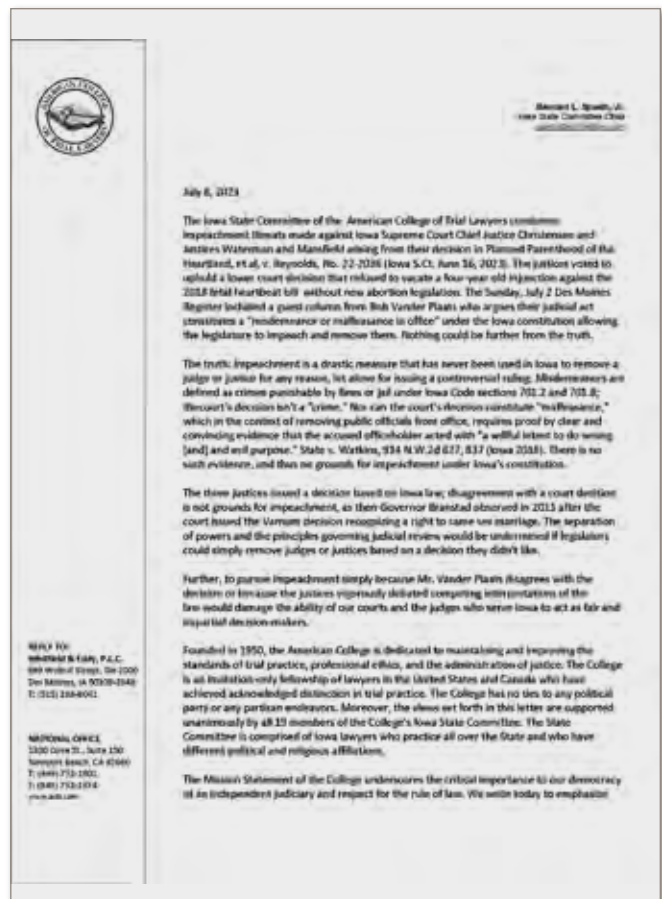 AMERICAN COLLEGE
OF TRIAL LAWYERS
Iowa State Committee Chair
July 6, 2023
The Iowa State Committee of the American College of Trial Lawyers condemns
impeachment threats made against Iowa Supreme Court Chief Justice Christensen and
Justices Waterman and Mansfield arising from their decision in Planned Parenthood of the
Heartland, et al, v. Reynolds, No. 22-2036 (Iowa S.Ct. June 16, 2023). The justices voted to
uphold a lower court decision that refused to vacate a four-year old injunction against the
2018 fetal heartbeat bill without new abortion legislation. The Sunday, July 2 Des Moines
Register included a guest column from Bob Vander Plaats who argues their judicial act
constitutes a "misdemeanor or malfeasance in office" under the Iowa constitution allowing
the legislature to impeach and remove them. Nothing could be further from the truth.
The truth: impeachment is a drastic measure that has never been used in Iowa to remove a
judge or justice for any reason, let alone for issuing a controversial ruling. Misdemeanors are
defined as crimes punishable by fines or jail under Iowa Code sections 701.2 and 701.8;
the court's decision isn't a "crime." Nor can the court's decision constitute "malfeasance,"
which in the context of removing public officials from office, requires proof by clear and
convincing evidence that the accused officeholder acted with "a willful intent to do wrong
[and] and evil purpose." State v. Watkins, 914 N.W.2d 827, 837 (Iowa 2018). There is no
such evidence, and thus no grounds for impeachment under Iowa's constitution.
The three justices issued a decision based on Iowa law; disagreement with a court decision
is not grounds for impeachment, as then Governor Branstad observed in 2011 after the
court issued the Varnum decision recognizing a right to same sex marriage. The separation
of powers and the principles governing judicial review would be undermined if legislators
could simply remove judges or justices based on a decision they didn't like.
Further, to pursue impeachment simply because Mr. Vander Plaats disagrees with the
decision or because the justices vigorously debated competing interpretations of the
law would damage the ability of our courts and the judges who serve Iowa to act as fair and
impartial decision-makers.
Founded in 1950, the American College is dedicated to maintaining and improving the
standards of trial practice, professional ethics, and the administration of justice. The College
is an invitation-only fellowship of lawyers in the United States and Canada who have
achieved acknowledged distinction in trial practice. The College has no ties to any political
party or any partisan endeavors. Moreover, the views set forth in this letter are supported
unanimously by all 19 members of the College's Iowa State Committee. The State
Committee is comprised of Iowa lawyers who practice all over the State and who have
different political and religious affiliations.
The Mission Statement of the College underscores the critical importance to our democracy
of an independent judiciary and respect for the rule of law. We write today to emphasize
REPLY TO:
Whitfield & Eddy, P.L.C.
Des Moines, IA
NATIONAL OFFICE
Suite 150
Newport Beach, CA